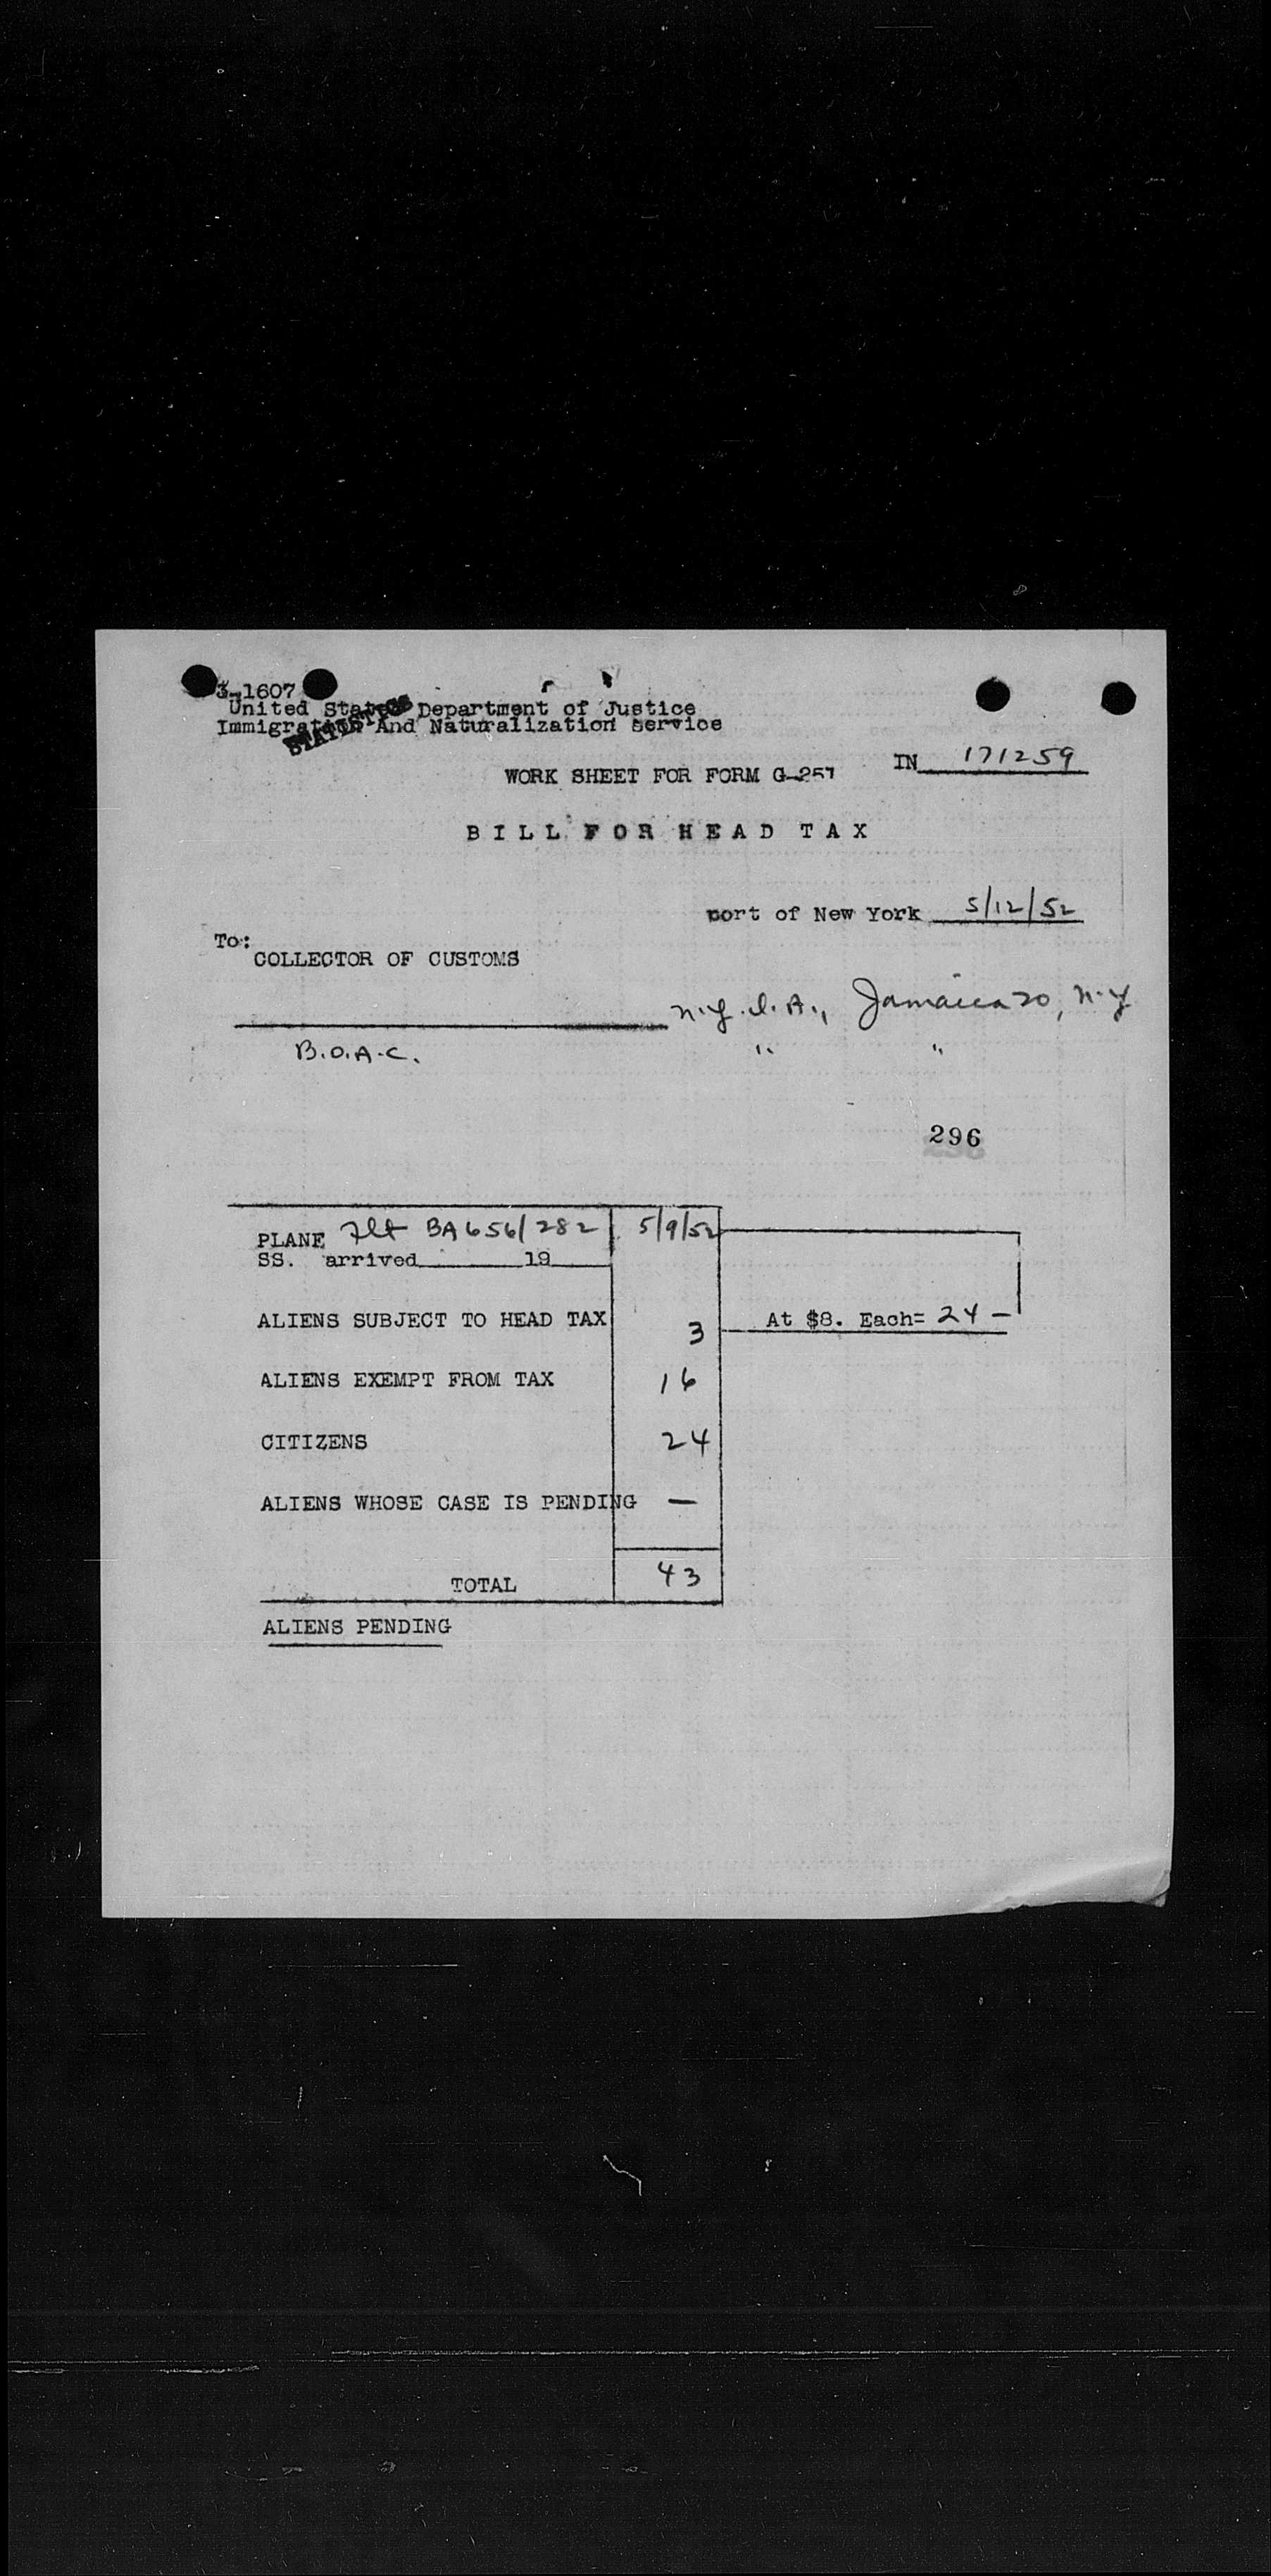 3-1607
United States Department of Justice
STATISTICS
Immigration And Naturalization Service
IN 171259
WORK SHEET FOR FORM G-257
BILL FOR HEAD TAX
port of New York 5/12/52
To:
COLLECTOR OF CUSTOMS
N.Y.I.A., Jamaica 20, N.Y
B.O.A.C. " "
296
PLANE Flt BA656/282 5/9/52
SS. arrived 19
ALIENS SUBJECT TO HEAD TAX 3 At $8. Each= 24 —
ALIENS EXEMPT FROM TAX 16
CITIZENS 24
ALIENS WHOSE CASE IS PENDING —
TOTAL 43
ALIENS PENDING